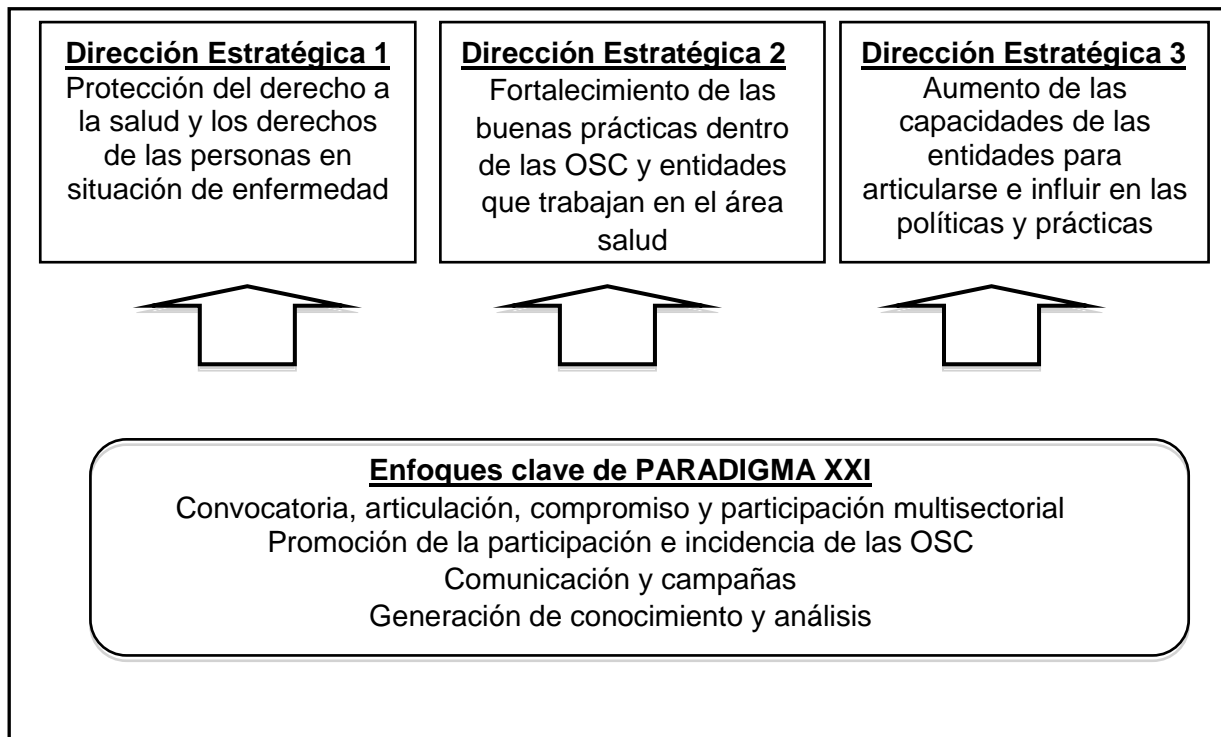 Dirección Estratégica 1
Protección del derecho a
la salud y los derechos
de las personas en
situación de enfermedad
Dirección Estratégica 2
Fortalecimiento de las
buenas prácticas dentro
de las OSC y entidades
que trabajan en el área
salud
Dirección Estratégica 3
Aumento de las
capacidades de las
entidades para
articularse e influir en las
políticas y prácticas
Enfoques clave de PARADIGMA XXI
Convocatoria, articulación, compromiso y participación multisectorial
Promoción de la participación e incidencia de las OSC
Comunicación y campañas
Generación de conocimiento y análisis